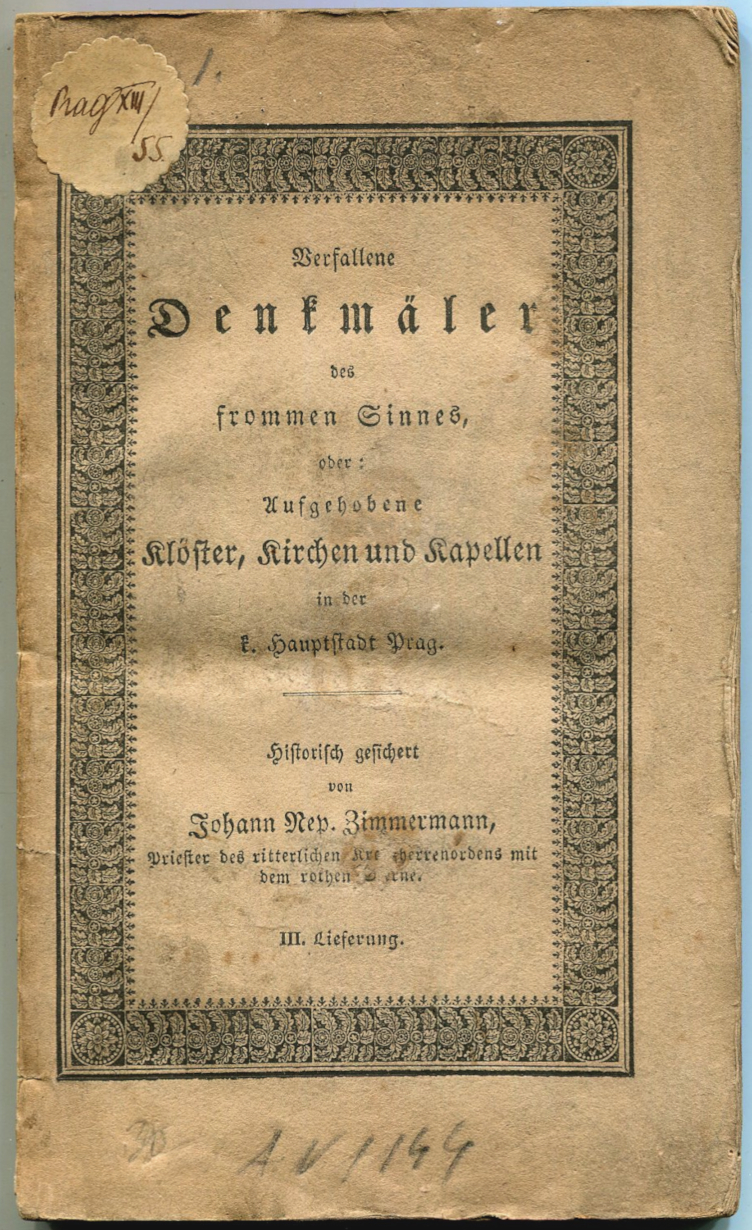 1.
Prag XIII/
55.
Verfallene
Denkmäler
des
frommen Sinnes,
oder:
Aufgehobene
Klöster, Kirchen und Kapellen
in der
k. Hauptstadt Prag.
Historisch gesichert
von
Johann Nep. Zimmermann,
Priester des ritterlichen mit
dem rothen
III. Lieferung.